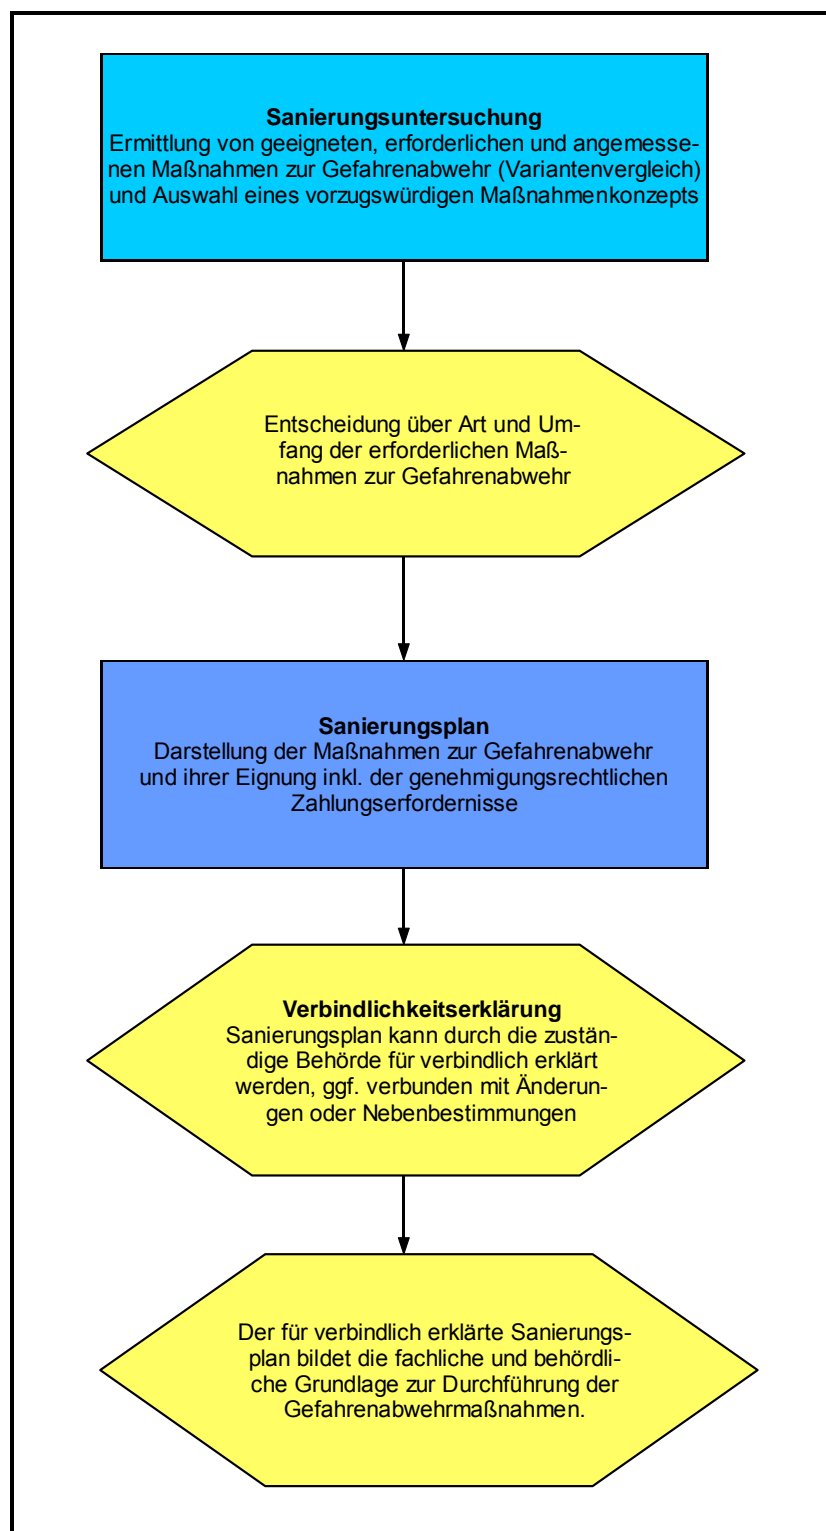 Sanierungsuntersuchung
Ermittlung von geeigneten, erforderlichen und angemesse-
nen Maßnahmen zur Gefahrenabwehr (Variantenvergleich)
und Auswahl eines vorzugswürdigen Maßnahmenkonzepts
Entscheidung über Art und Um-
fang der erforderlichen Maß-
nahmen zur Gefahrenabwehr
Sanierungsplan
Darstellung der Maßnahmen zur Gefahrenabwehr
und ihrer Eignung inkl. der genehmigungsrechtlichen
Zahlungserfordernisse
Verbindlichkeitserklärung
Sanierungsplan kann durch die zustän-
dige Behörde für verbindlich erklärt
werden, ggf. verbunden mit Änderun-
gen oder Nebenbestimmungen
Der für verbindlich erklärte Sanierungs-
plan bildet die fachliche und behördli-
che Grundlage zur Durchführung der
Gefahrenabwehrmaßnahmen.